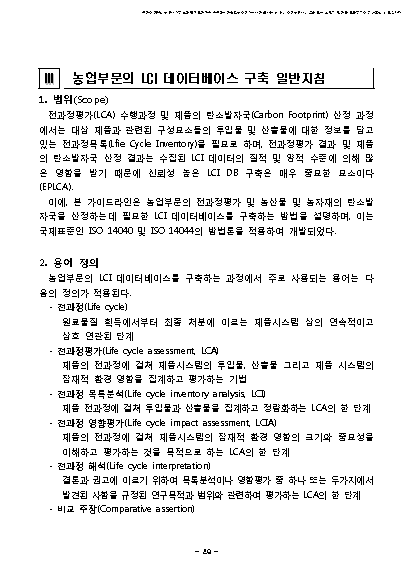 Ⅲ 농업부문의 LCI 데이터베이스 구축 일반지침
1. 범위(Scope)
전과정평가(LCA) 수행과정 및 제품의 탄소발자국(Carbon Footprint) 산정 과정
에서는 대상 제품과 관련된 구성요소들의 투입물 및 산출물에 대한 정보를 담고
있는 전과정목록(Life Cycle Inventory)을 필요로 하며, 전과정평가 결과 및 제품
의 탄소발자국 산정 결과는 수집된 LCI 데이터의 질적 및 양적 수준에 의해 많
은 영향을 받기 때문에 신뢰성 높은 LCI DB 구축은 매우 중요한 요소이다
(EPLCA).
이에, 본 가이드라인은 농업부문의 전과정평가 및 농산물 및 농자재의 탄소발
자국을 산정하는데 필요한 LCI 데이터베이스를 구축하는 방법을 설명하며, 이는
국제표준인 ISO 14040 및 ISO 14044의 방법론을 적용하여 개발되었다.
2. 용어 정의
농업부문의 LCI 데이터베이스를 구축하는 과정에서 주로 사용되는 용어는 다
음의 정의가 적용된다.
- 전과정(Life cycle)
원료물질 획득에서부터 최종 처분에 이르는 제품시스템 상의 연속적이고
상호 연관된 단계
- 전과정평가(Life cycle assessment, LCA)
제품의 전과정에 걸쳐 제품시스템의 투입물, 산출물 그리고 제품 시스템의
잠재적 환경 영향을 집계하고 평가하는 기법
- 전과정 목록분석(Life cycle inventory analysis, LCI)
제품 전과정에 걸쳐 투입물과 산출물을 집계하고 정량화하는 LCA의 한 단계
- 전과정 영향평가(Life cycle impact assessment, LCIA)
제품의 전과정에 걸쳐 제품시스템의 잠재적 환경 영향의 크기와 중요성을
이해하고 평가하는 것을 목적으로 하는 LCA의 한 단계
- 전과정 해석(Life cycle interpretation)
결론과 권고에 이르기 위하여 목록분석이나 영향평가 중 하나 또는 두가지에서
발견된 사항을 규정된 연구목적과 범위와 관련하여 평가하는 LCA의 한 단계
- 비교 주장(Comparative assertion)